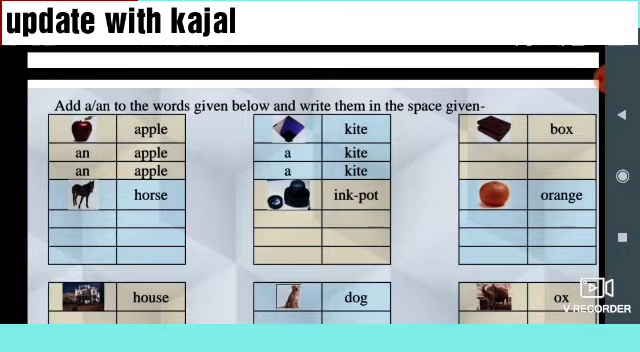 update with kajal
Add a/an to the words given below and write them in the space given-
apple kite box
an apple a kite
an apple a kite
horse ink-pot orange
house dog ox
V RECORDER